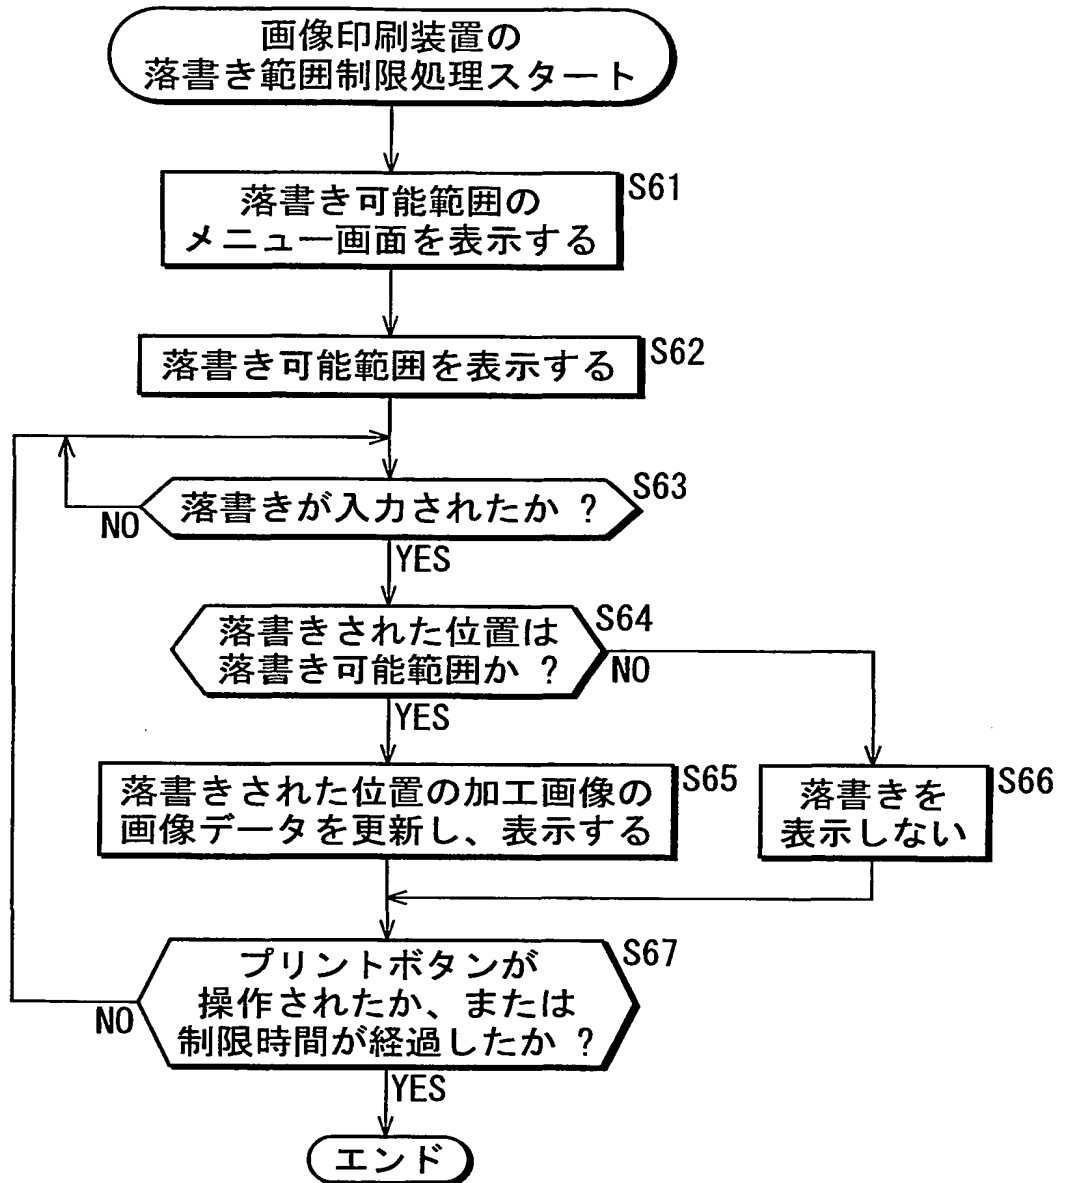 画像印刷装置の
落書き範囲制限処理スタート
落書き可能範囲の
メニュー画面を表示する
S61
落書き可能範囲を表示する
S62
落書きが入力されたか ?
S63
NO
YES
落書きされた位置は
落書き可能範囲か ?
S64
NO
YES
落書きされた位置の加工画像の
画像データを更新し、表示する
S65
落書きを
表示しない
S66
プリントボタンが
操作されたか、または
制限時間が経過したか ?
S67
NO
YES
エンド